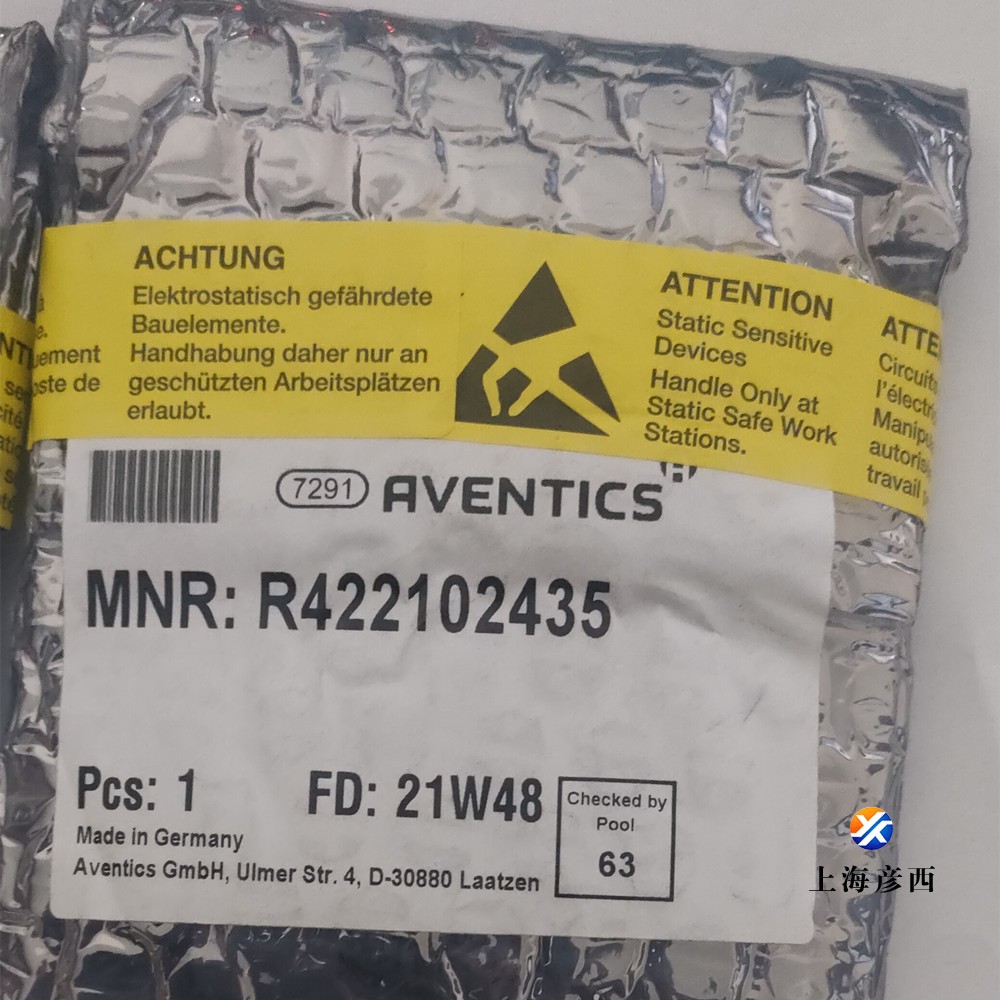 ACHTUNG
Elektrostatisch gefährdete
Bauelemente.
Handhabung daher nur an
geschützten Arbeitsplätzen
erlaubt.
ATTENTION
Static Sensitive
Devices
Handle Only at
Static Safe Work
Stations.
7291 AVENTICS
MNR: R422102435
Pcs: 1 FD: 21W48
Checked by
Pool
63
Made in Germany
Aventics GmbH, Ulmer Str. 4, D-30880 Laatzen
上海彦西